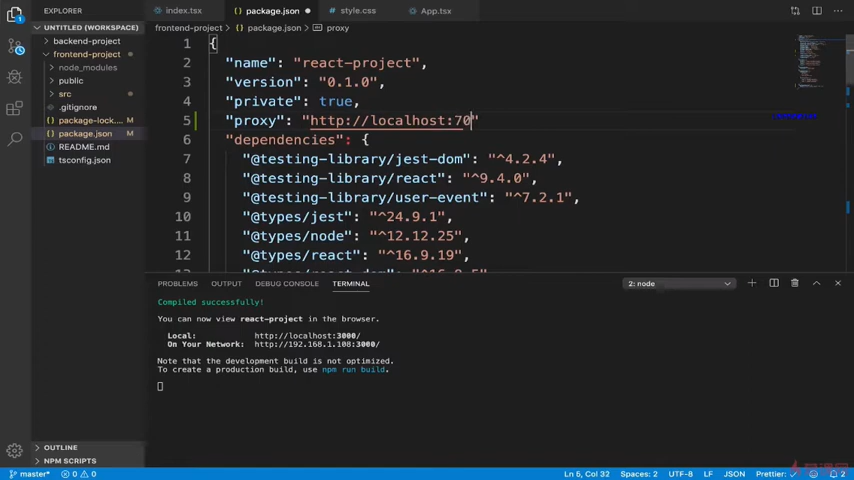 EXPLORER
index.tsx
package.json
style.css
App.tsx
frontend-project > package.json > proxy
UNTITLED (WORKSPACE)
backend-project
frontend-project
node_modules
public
src
.gitignore
package-lock....
package.json
README.md
tsconfig.json
1 {
2 "name": "react-project",
3 "version": "0.1.0",
4 "private": true,
5 "proxy": "http://localhost:70"
6 "dependencies": {
7 "@testing-library/jest-dom": "^4.2.4",
8 "@testing-library/react": "^9.4.0",
9 "@testing-library/user-event": "^7.2.1",
10 "@types/jest": "^24.9.1",
11 "@types/node": "^12.12.25",
12 "@types/react": "^16.9.19",
PROBLEMS OUTPUT DEBUG CONSOLE TERMINAL
2: node
Compiled successfully!
You can now view react-project in the browser.
Local: http://localhost:3000/
On Your Network: http://192.168.1.108:3000/
Note that the development build is not optimized.
To create a production build, use npm run build.
OUTLINE
NPM SCRIPTS
master* 0 0 Ln 5, Col 32 Spaces: 2 UTF-8 LF JSON Prettier: ✓ 2